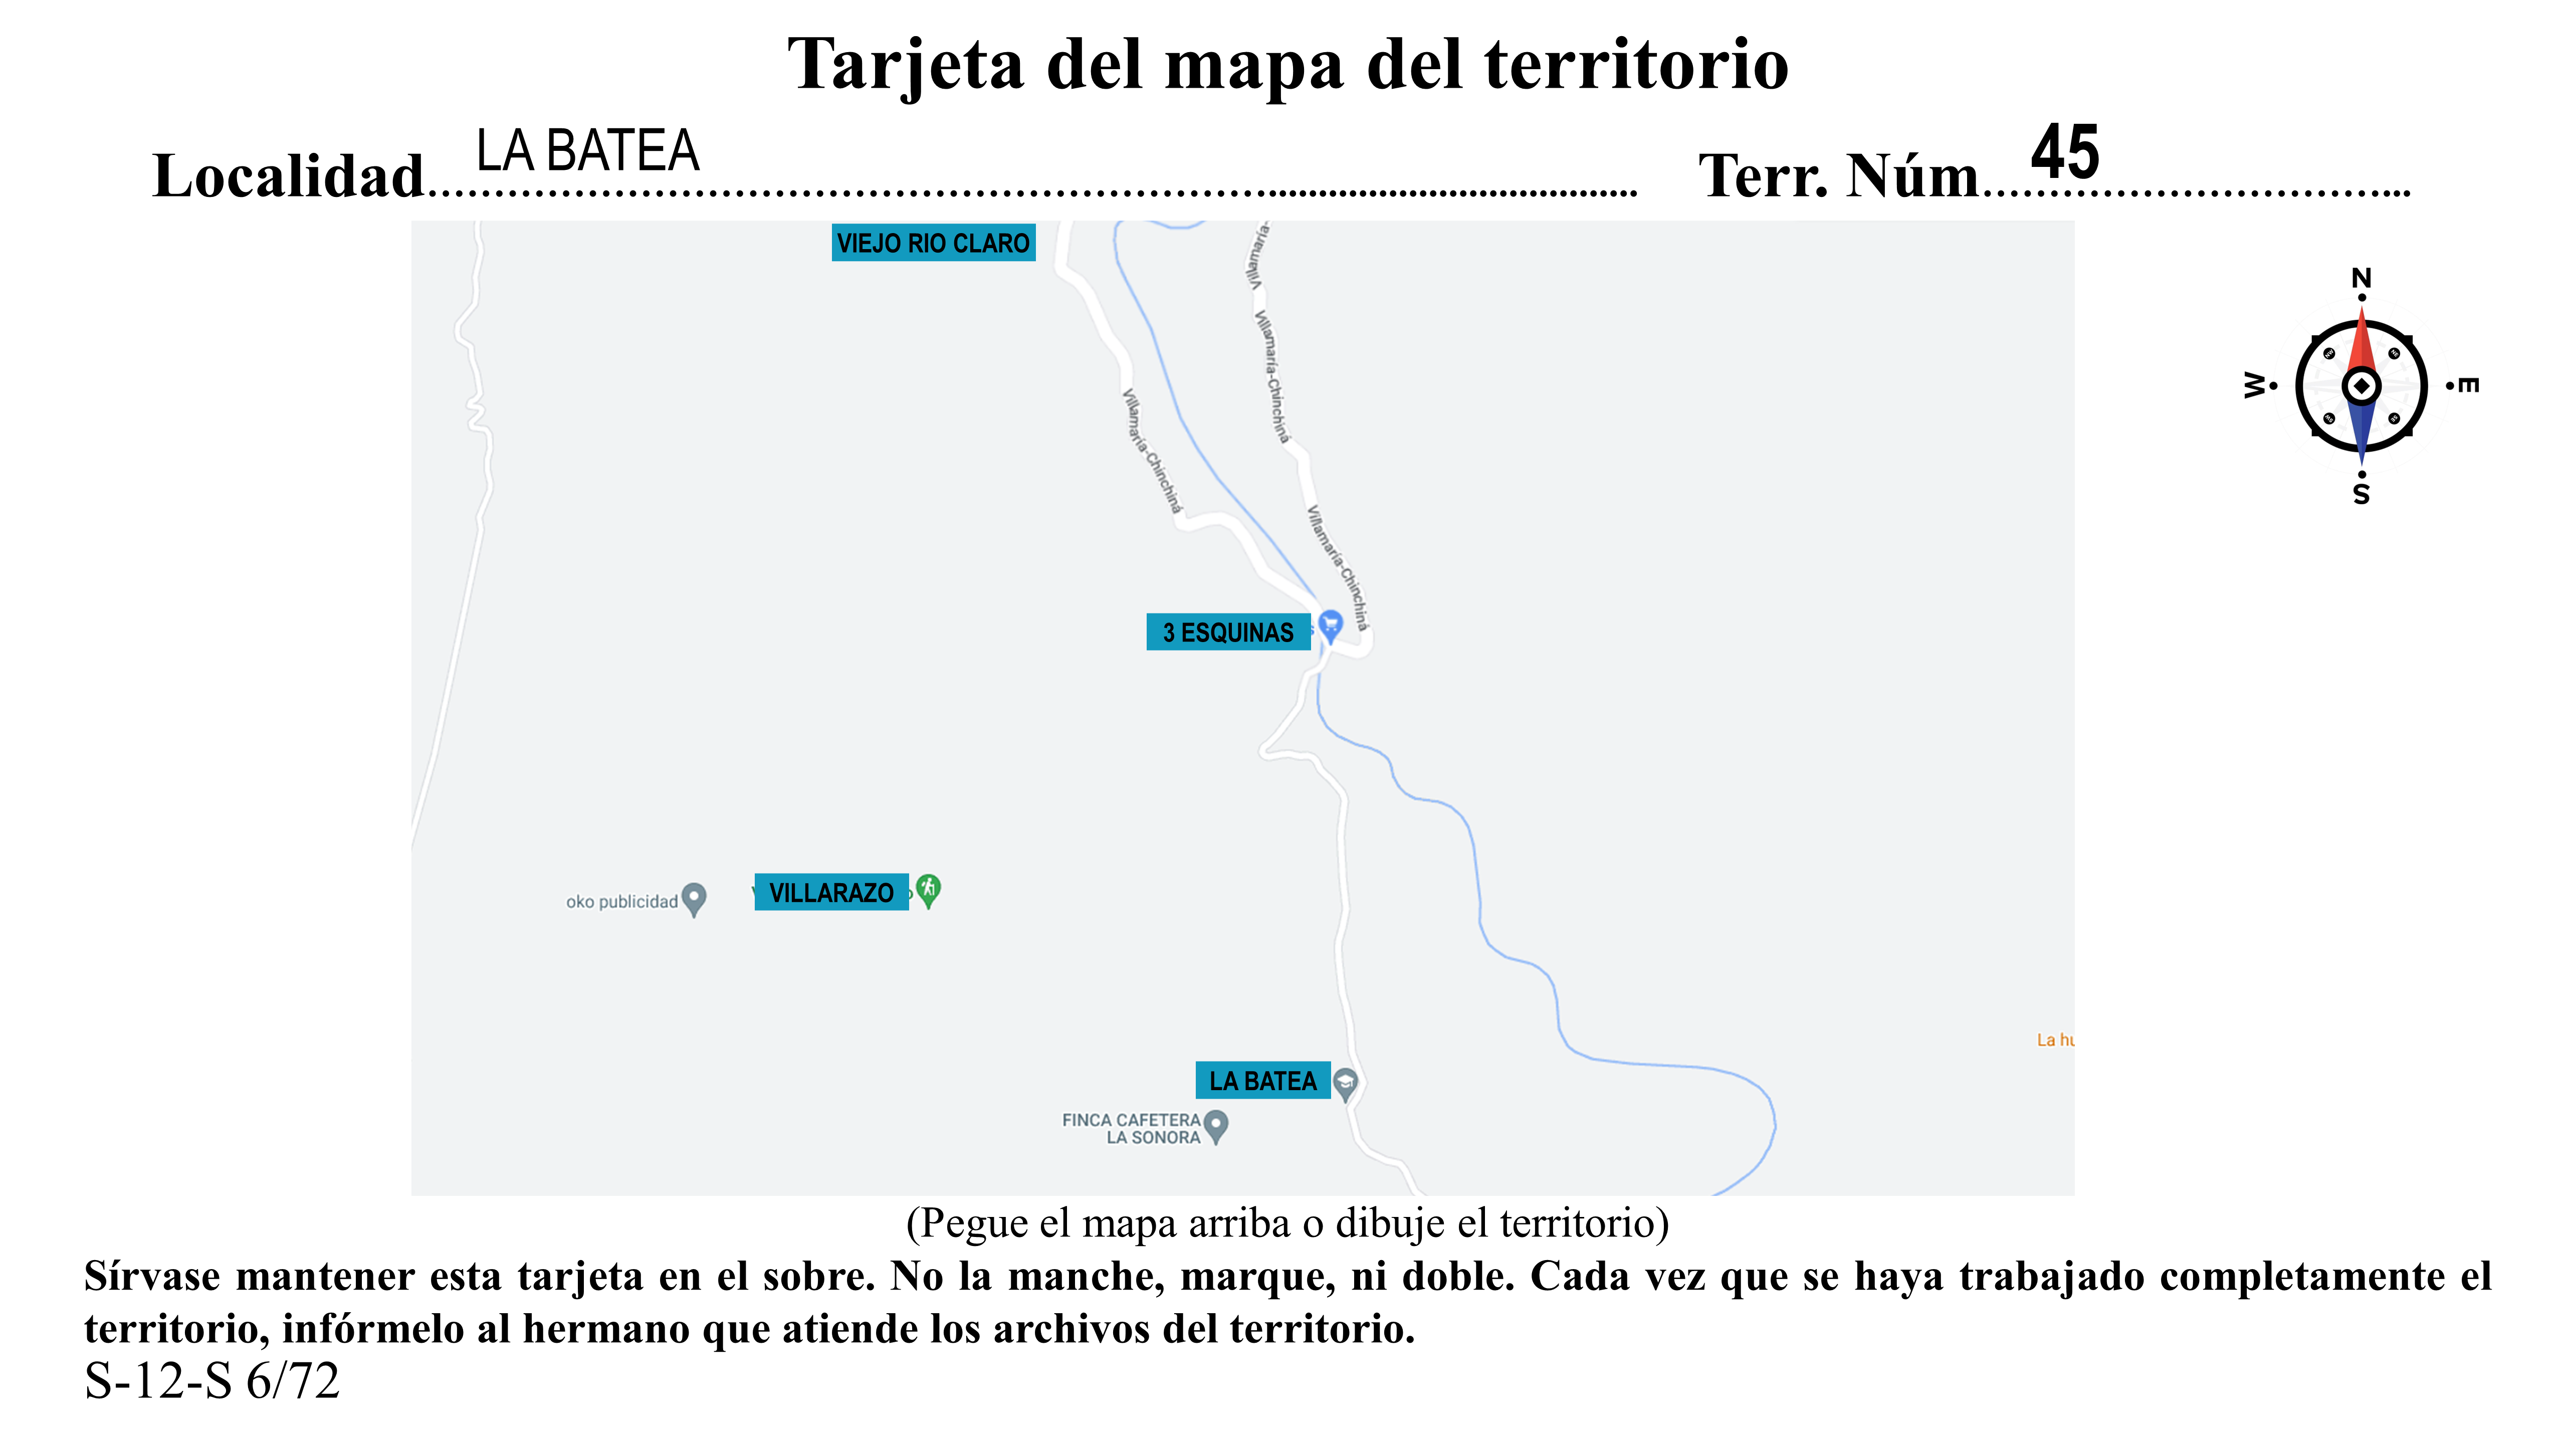 Tarjeta del mapa del territorio
Localidad LA BATEA Terr. Núm. 45
VIEJO RIO CLARO
Villamaría-
Villamaría-Chinchiná
Villamaría-Chinchiná
Villamaría-Chinchiná
3 ESQUINAS
oko publicidad
VILLARAZO
La hu
LA BATEA
FINCA CAFETERA
LA SONORA
N
W
E
S
(Pegue el mapa arriba o dibuje el territorio)
Sírvase mantener esta tarjeta en el sobre. No la manche, marque, ni doble. Cada vez que se haya trabajado completamente el
territorio, infórmelo al hermano que atiende los archivos del territorio.
S-12-S 6/72